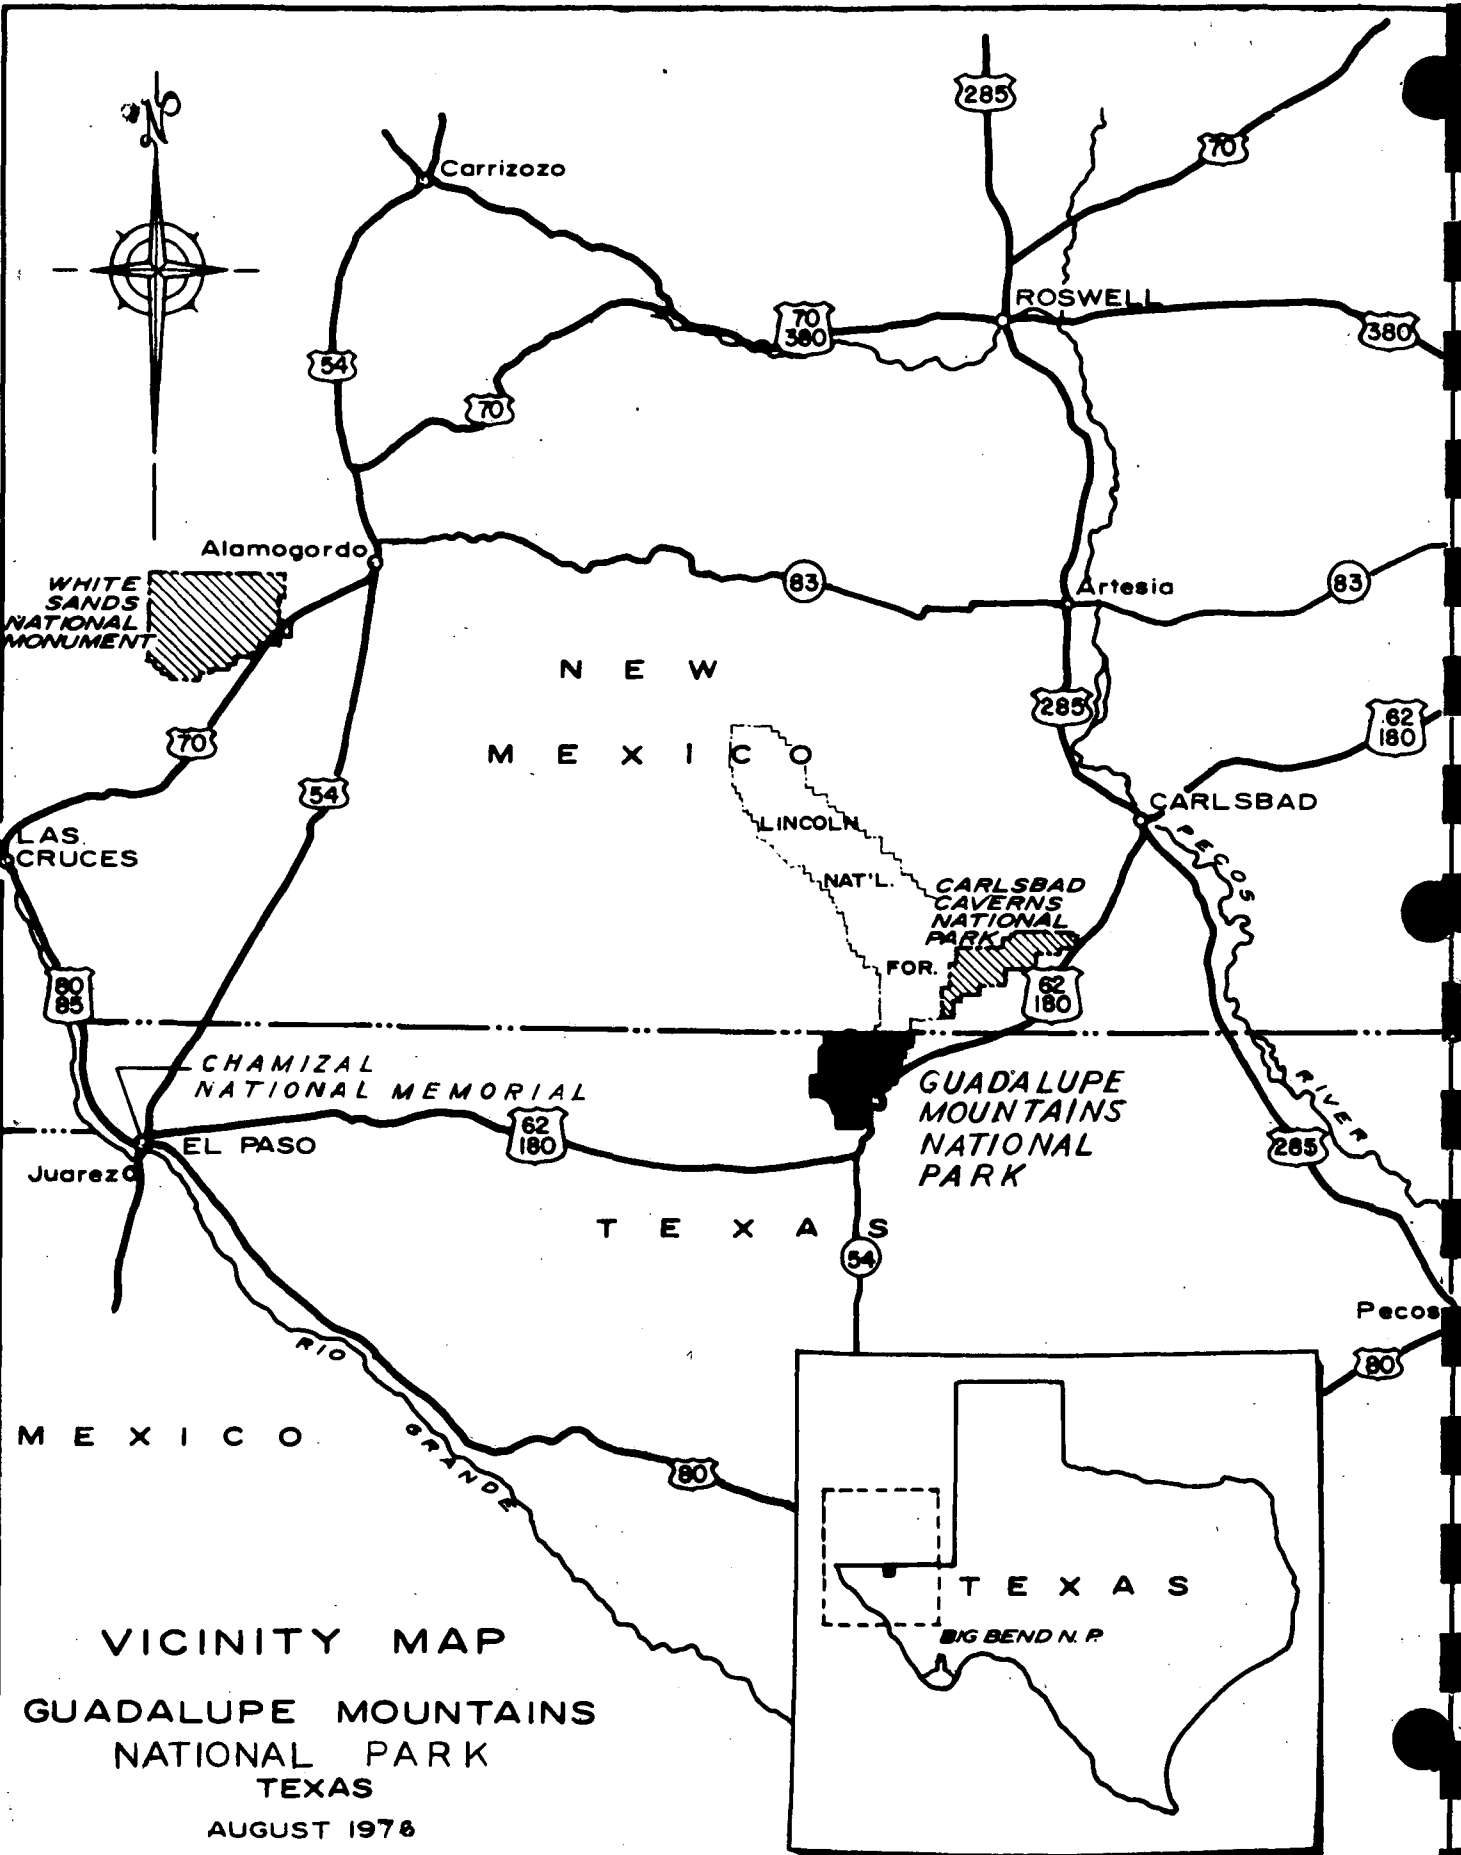 N
285
70
Carrizozo
ROSWELL
70
380
380
54
70
Alamogordo
WHITE
SANDS
NATIONAL
MONUMENT
83
Artesia
83
NEW
MEXICO
285
62
180
70
54
CARLSBAD
LAS
CRUCES
LINCOLN
NAT'L.
FOR.
PECOS
RIVER
CARLSBAD
CAVERNS
NATIONAL
PARK
80
85
62
180
CHAMIZAL
NATIONAL MEMORIAL
GUADALUPE
MOUNTAINS
NATIONAL
PARK
62
180
EL PASO
Juarez
285
TEXAS
54
Pecos
80
RIO
GRANDE
MEXICO
80
TEXAS
BIG BEND N. P.
VICINITY MAP
GUADALUPE MOUNTAINS
NATIONAL PARK
TEXAS
AUGUST 197